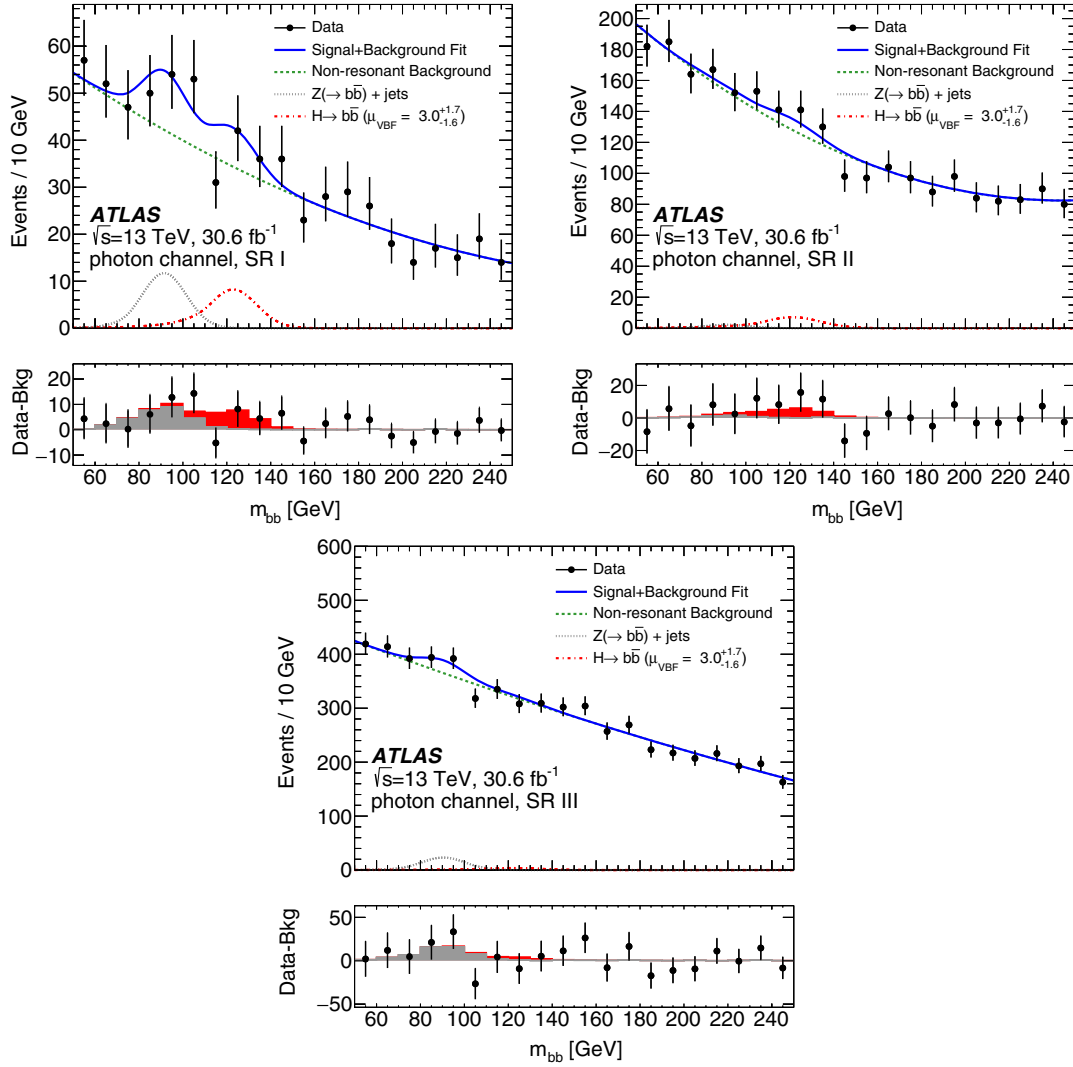 Events / 10 GeV
60
50
40
30
20
10
0
Data
Signal+Background Fit
Non-resonant Background
Z(→ bb̅) + jets
H→ bb̅ (μ_VBF = 3.0 +1.7 -1.6)
ATLAS
√s=13 TeV, 30.6 fb⁻¹
photon channel, SR I
Data-Bkg
20
10
0
−10
60 80 100 120 140 160 180 200 220 240
m_bb [GeV]
Events / 10 GeV
200
180
160
140
120
100
80
60
40
20
0
Data
Signal+Background Fit
Non-resonant Background
Z(→ bb̅) + jets
H→ bb̅ (μ_VBF = 3.0 +1.7 -1.6)
ATLAS
√s=13 TeV, 30.6 fb⁻¹
photon channel, SR II
Data-Bkg
20
0
−20
60 80 100 120 140 160 180 200 220 240
m_bb [GeV]
Events / 10 GeV
600
500
400
300
200
100
0
Data
Signal+Background Fit
Non-resonant Background
Z(→ bb̅) + jets
H→ bb̅ (μ_VBF = 3.0 +1.7 -1.6)
ATLAS
√s=13 TeV, 30.6 fb⁻¹
photon channel, SR III
Data-Bkg
50
0
−50
60 80 100 120 140 160 180 200 220 240
m_bb [GeV]